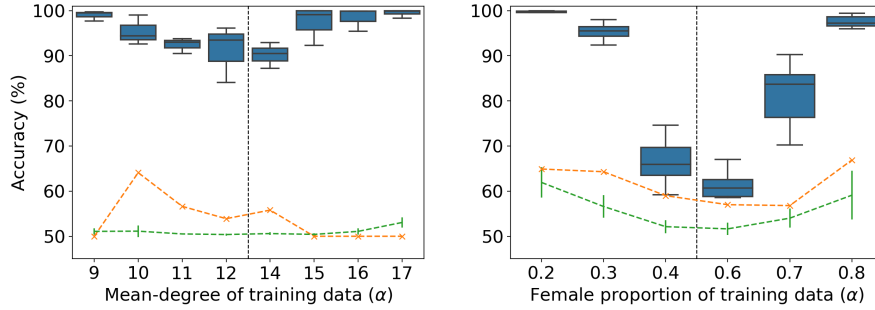 100
90
80
70
60
50
Accuracy (%)
9 10 11 12 14 15 16 17
Mean-degree of training data (α)
100
90
80
70
60
50
0.2 0.3 0.4 0.6 0.7 0.8
Female proportion of training data (α)